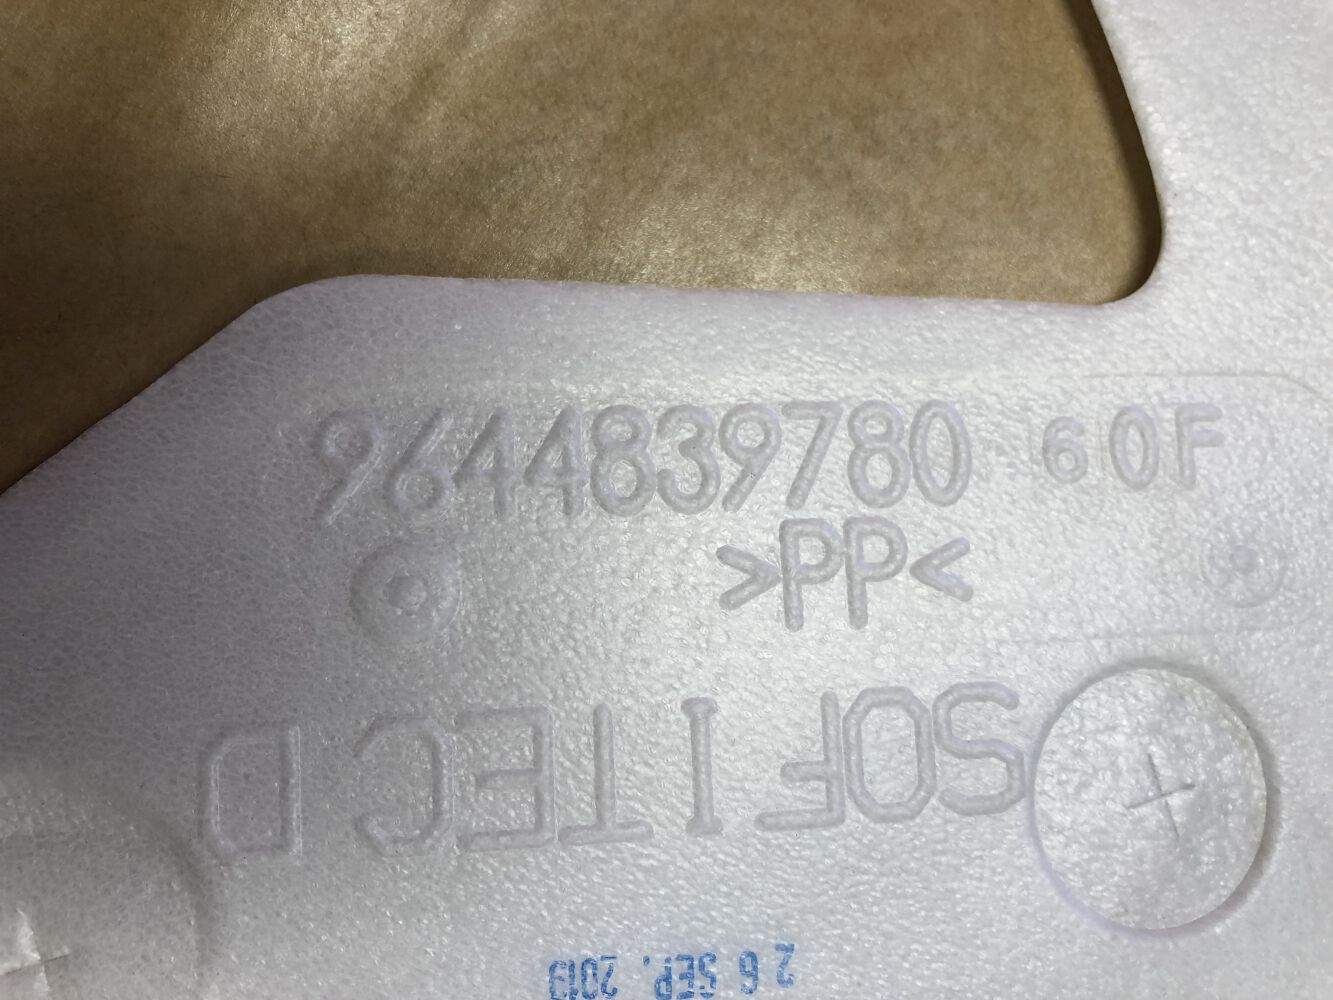 9644839780 60F
>PP<
SOFITEC D
26 SEP. 2013